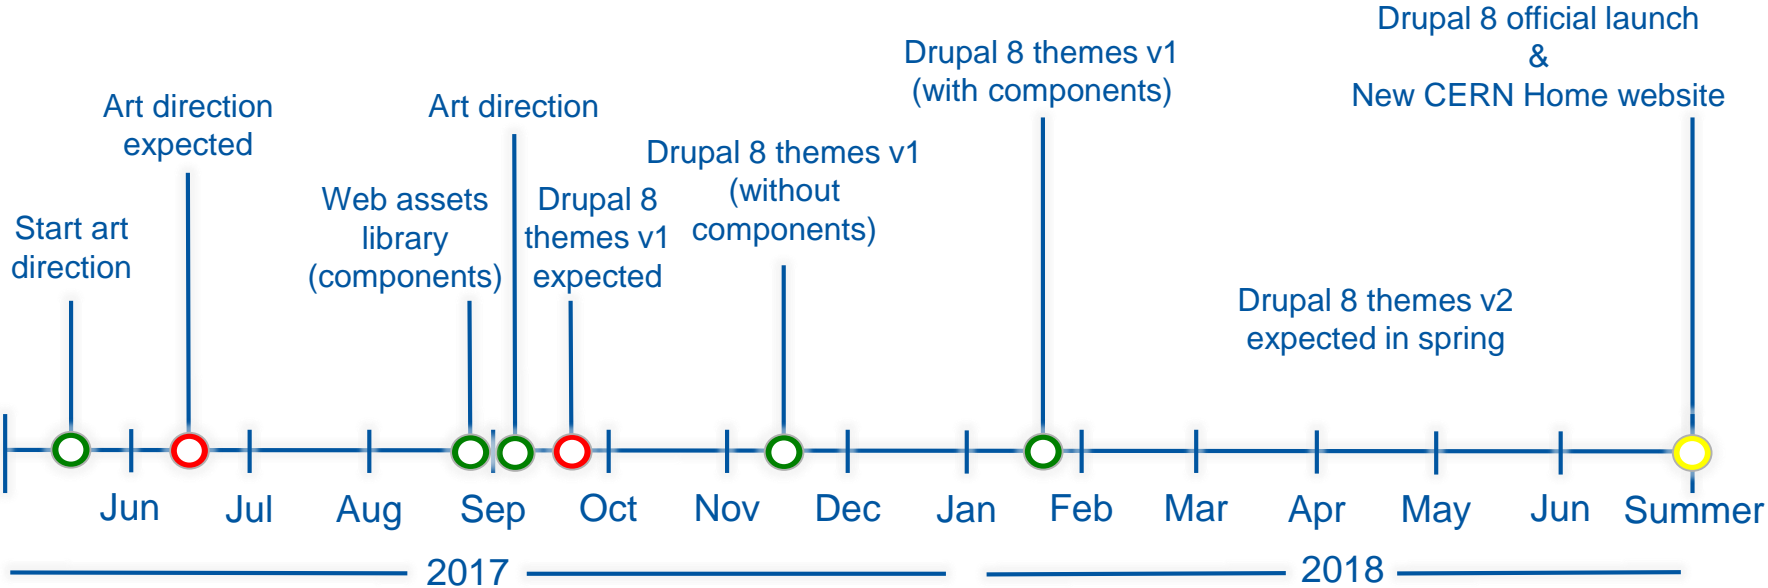 Start art
direction
Art direction
expected
Web assets
library
(components)
Art direction
Drupal 8
themes v1
expected
Drupal 8 themes v1
(without
components)
Drupal 8 themes v1
(with components)
Drupal 8 themes v2
expected in spring
Drupal 8 official launch
&
New CERN Home website
Jun Jul Aug Sep Oct Nov Dec Jan Feb Mar Apr May Jun Summer
2017 2018